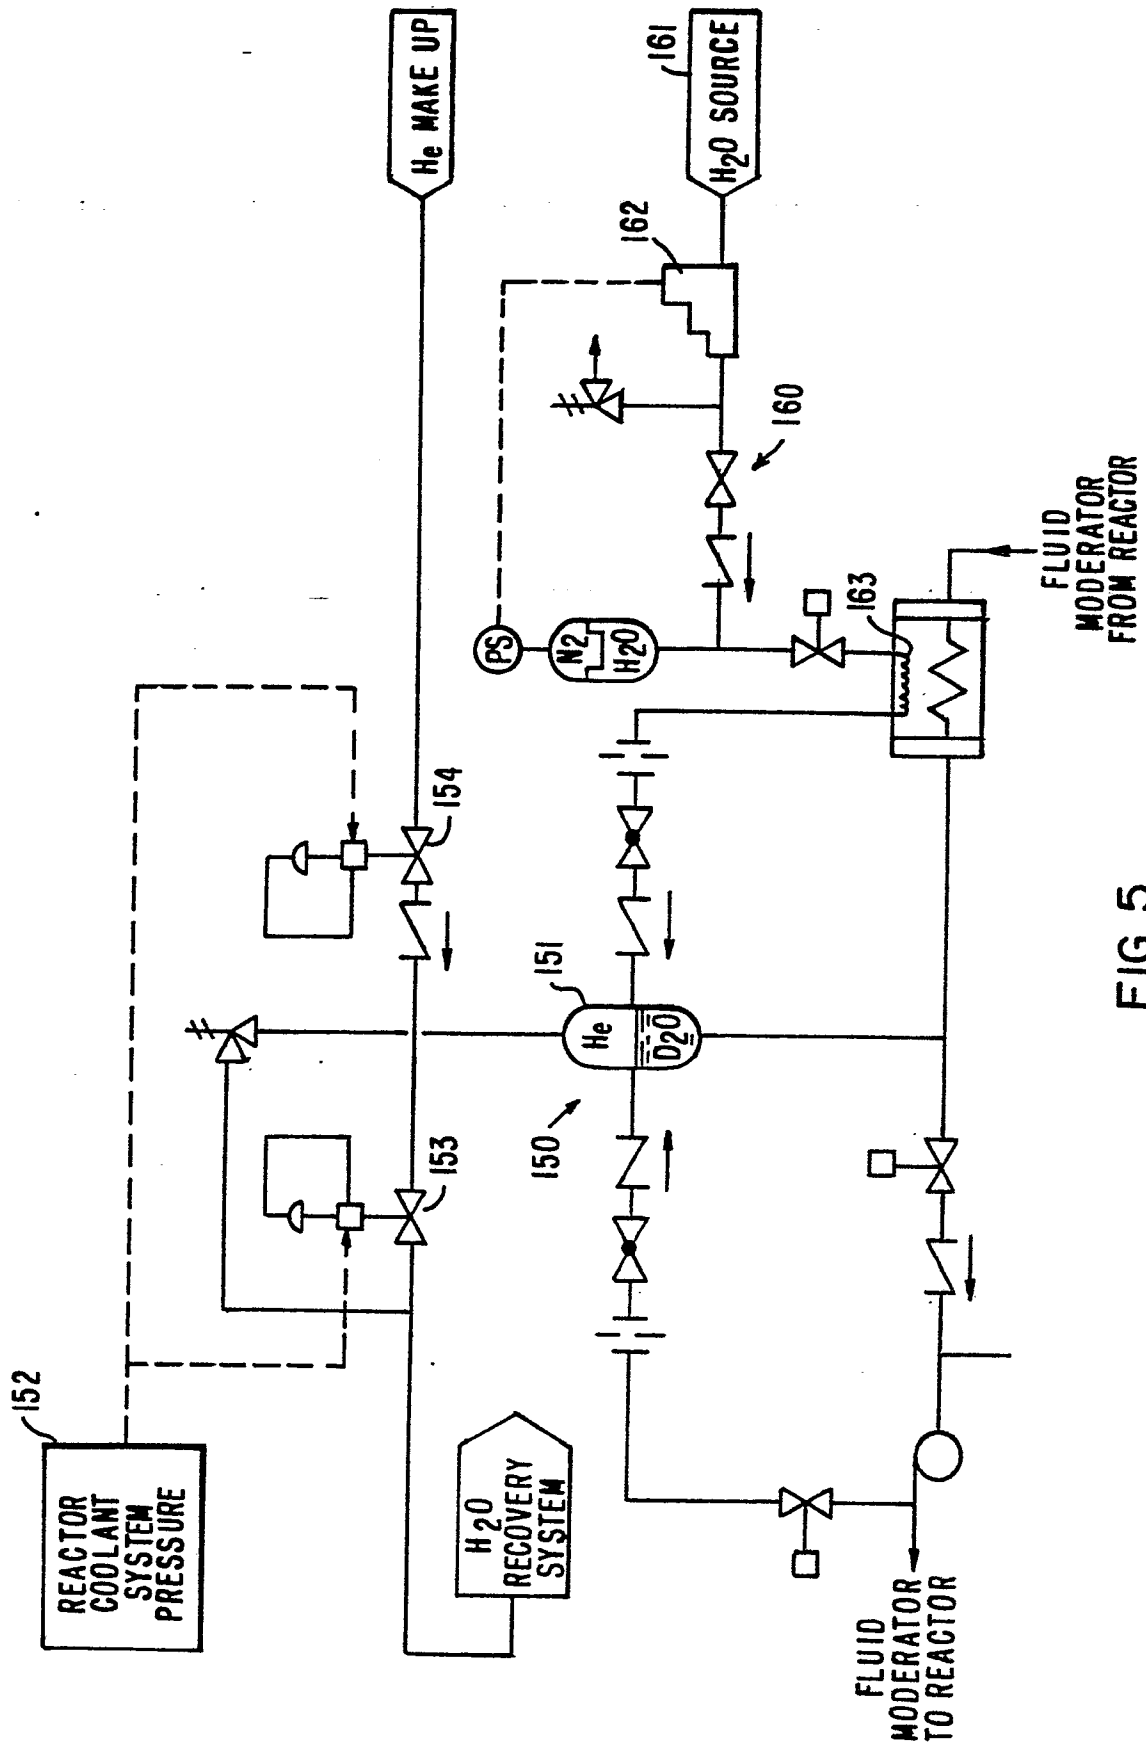 152
REACTOR
COOLANT
SYSTEM
PRESSURE
He MAKE UP
154
153
H2O
RECOVERY
SYSTEM
150
151
He
D2O
PS
N2
H2O
162
H2O SOURCE
161
160
163
FLUID
MODERATOR
FROM REACTOR
FLUID
MODERATOR
TO REACTOR
FIG. 5